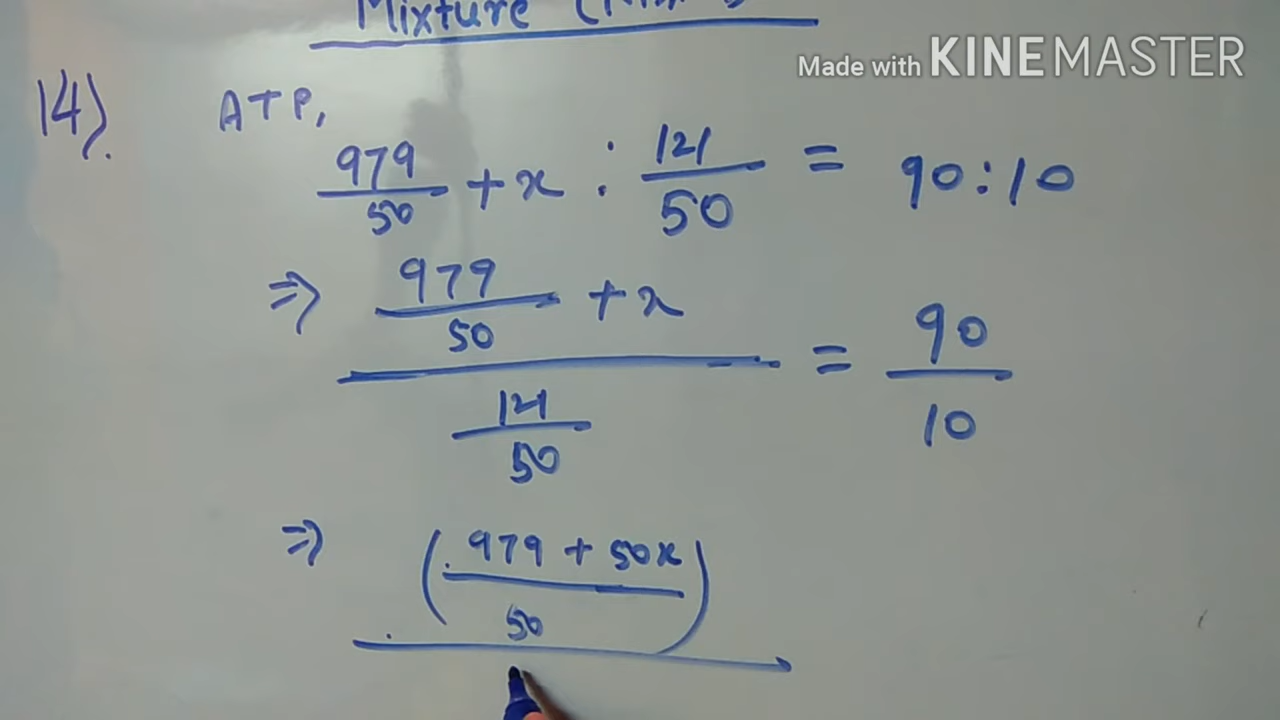 Mixture
Made with KINEMASTER
14).
ATP,
979/50 + x : 121/50 = 90:10
⇒ (979/50 + x)/(121/50) = 90/10
⇒ (979 + 50x/50)